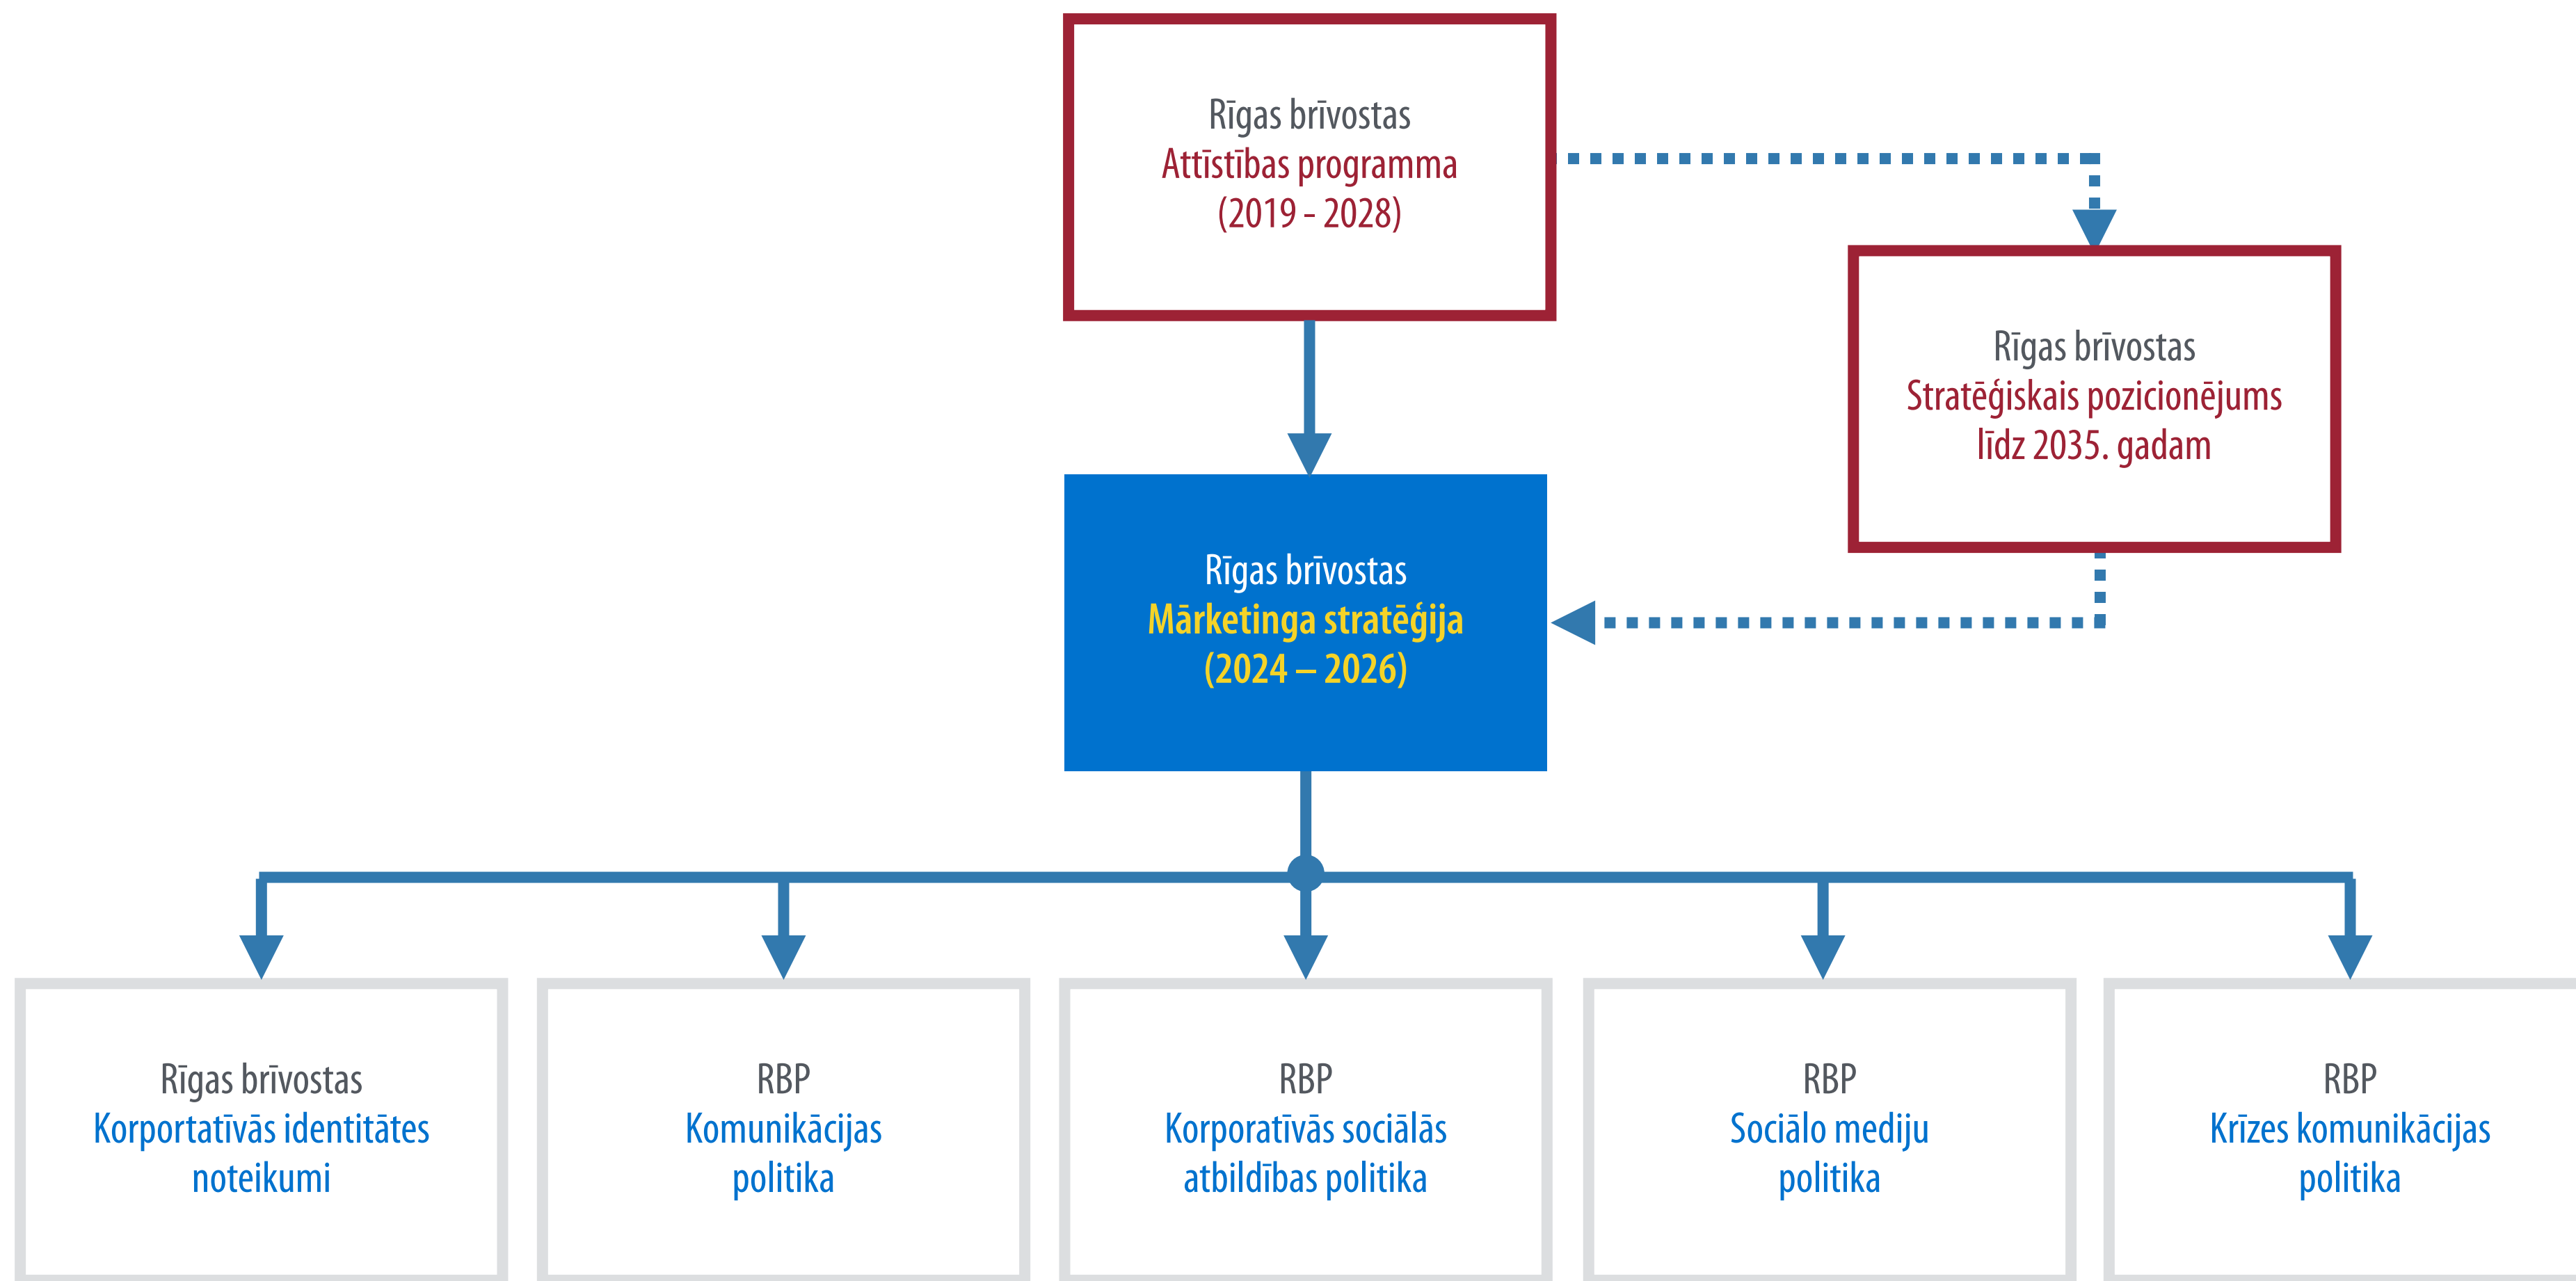 Rīgas brīvostas
Attīstības programma
(2019 - 2028)
Rīgas brīvostas
Stratēģiskais pozicionējums
līdz 2035. gadam
Rīgas brīvostas
Mārketinga stratēģija
(2024 – 2026)
Rīgas brīvostas
Korportatīvās identitātes
noteikumi
RBP
Komunikācijas
politika
RBP
Korporatīvās sociālās
atbildības politika
RBP
Sociālo mediju
politika
RBP
Krīzes komunikācijas
politika